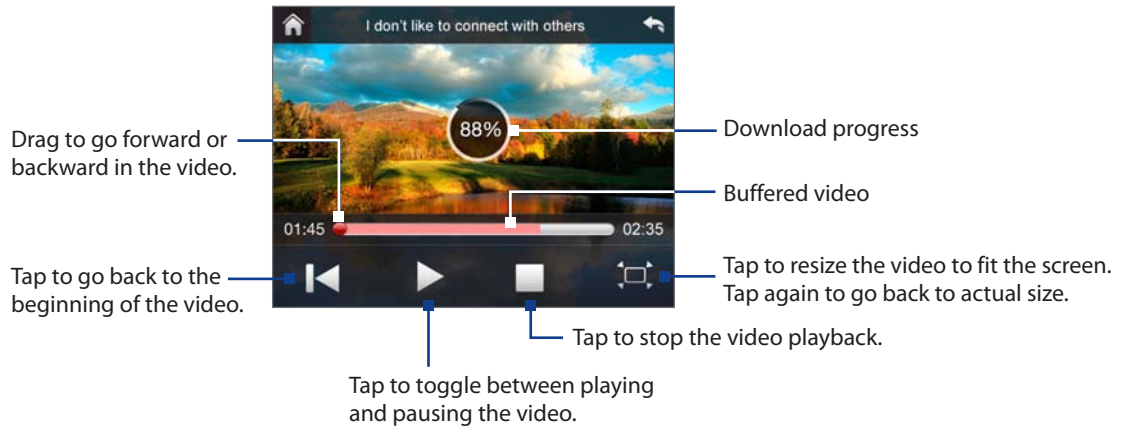 I don't like to connect with others
88%
Download progress
Drag to go forward or
backward in the video.
Buffered video
01:45
02:35
Tap to go back to the
beginning of the video.
Tap to resize the video to fit the screen.
Tap again to go back to actual size.
Tap to stop the video playback.
Tap to toggle between playing
and pausing the video.